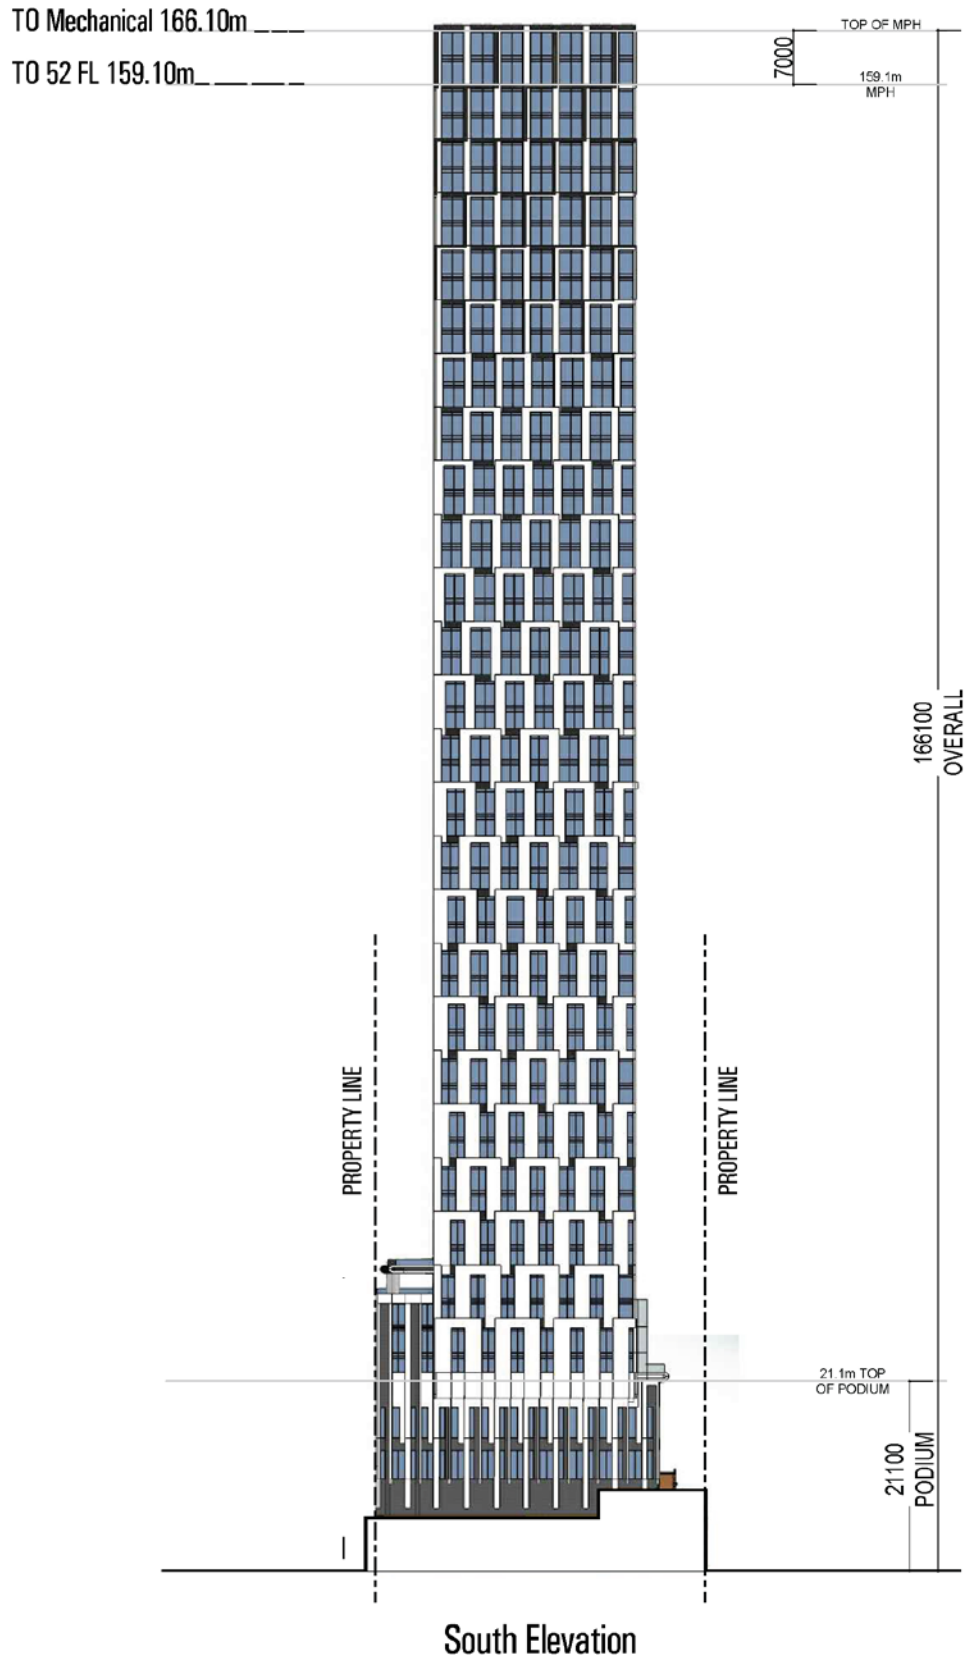 TO Mechanical 166.10m
TOP OF MPH
7000
TO 52 FL 159.10m
159.1m
MPH
166100
OVERALL
PROPERTY LINE
PROPERTY LINE
21.1m TOP
OF PODIUM
21100
PODIUM
South Elevation